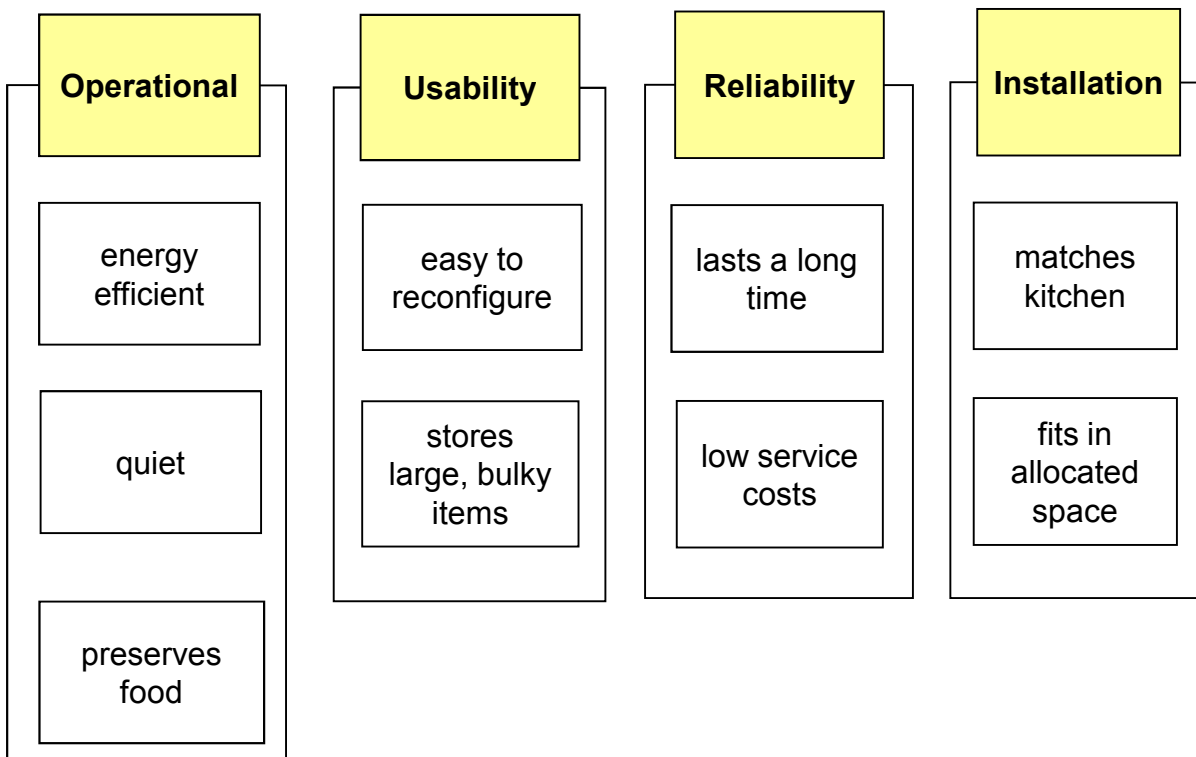 Operational
energy
efficient
quiet
preserves
food
Usability
easy to
reconfigure
stores
large, bulky
items
Reliability
lasts a long
time
low service
costs
Installation
matches
kitchen
fits in
allocated
space